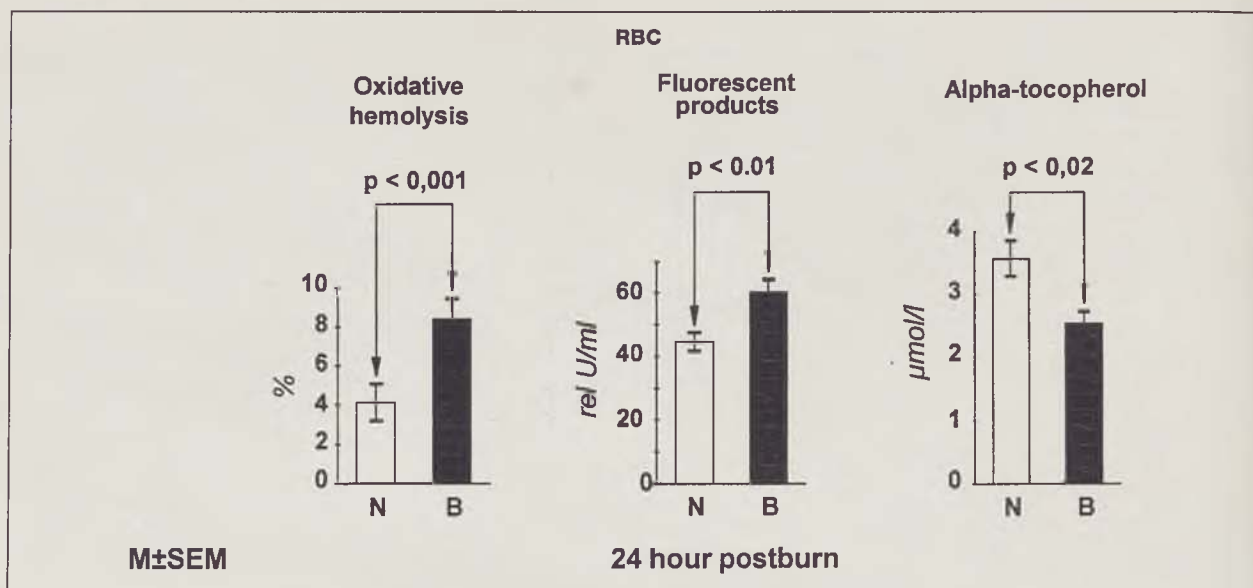 RBC
Oxidative
hemolysis
p < 0,001
10
8
6
4
2
0
%
N B
Fluorescent
products
p < 0.01
60
40
20
0
rel U/ml
N B
Alpha-tocopherol
p < 0,02
4
3
2
1
0
µmol/l
N B
M±SEM
24 hour postburn